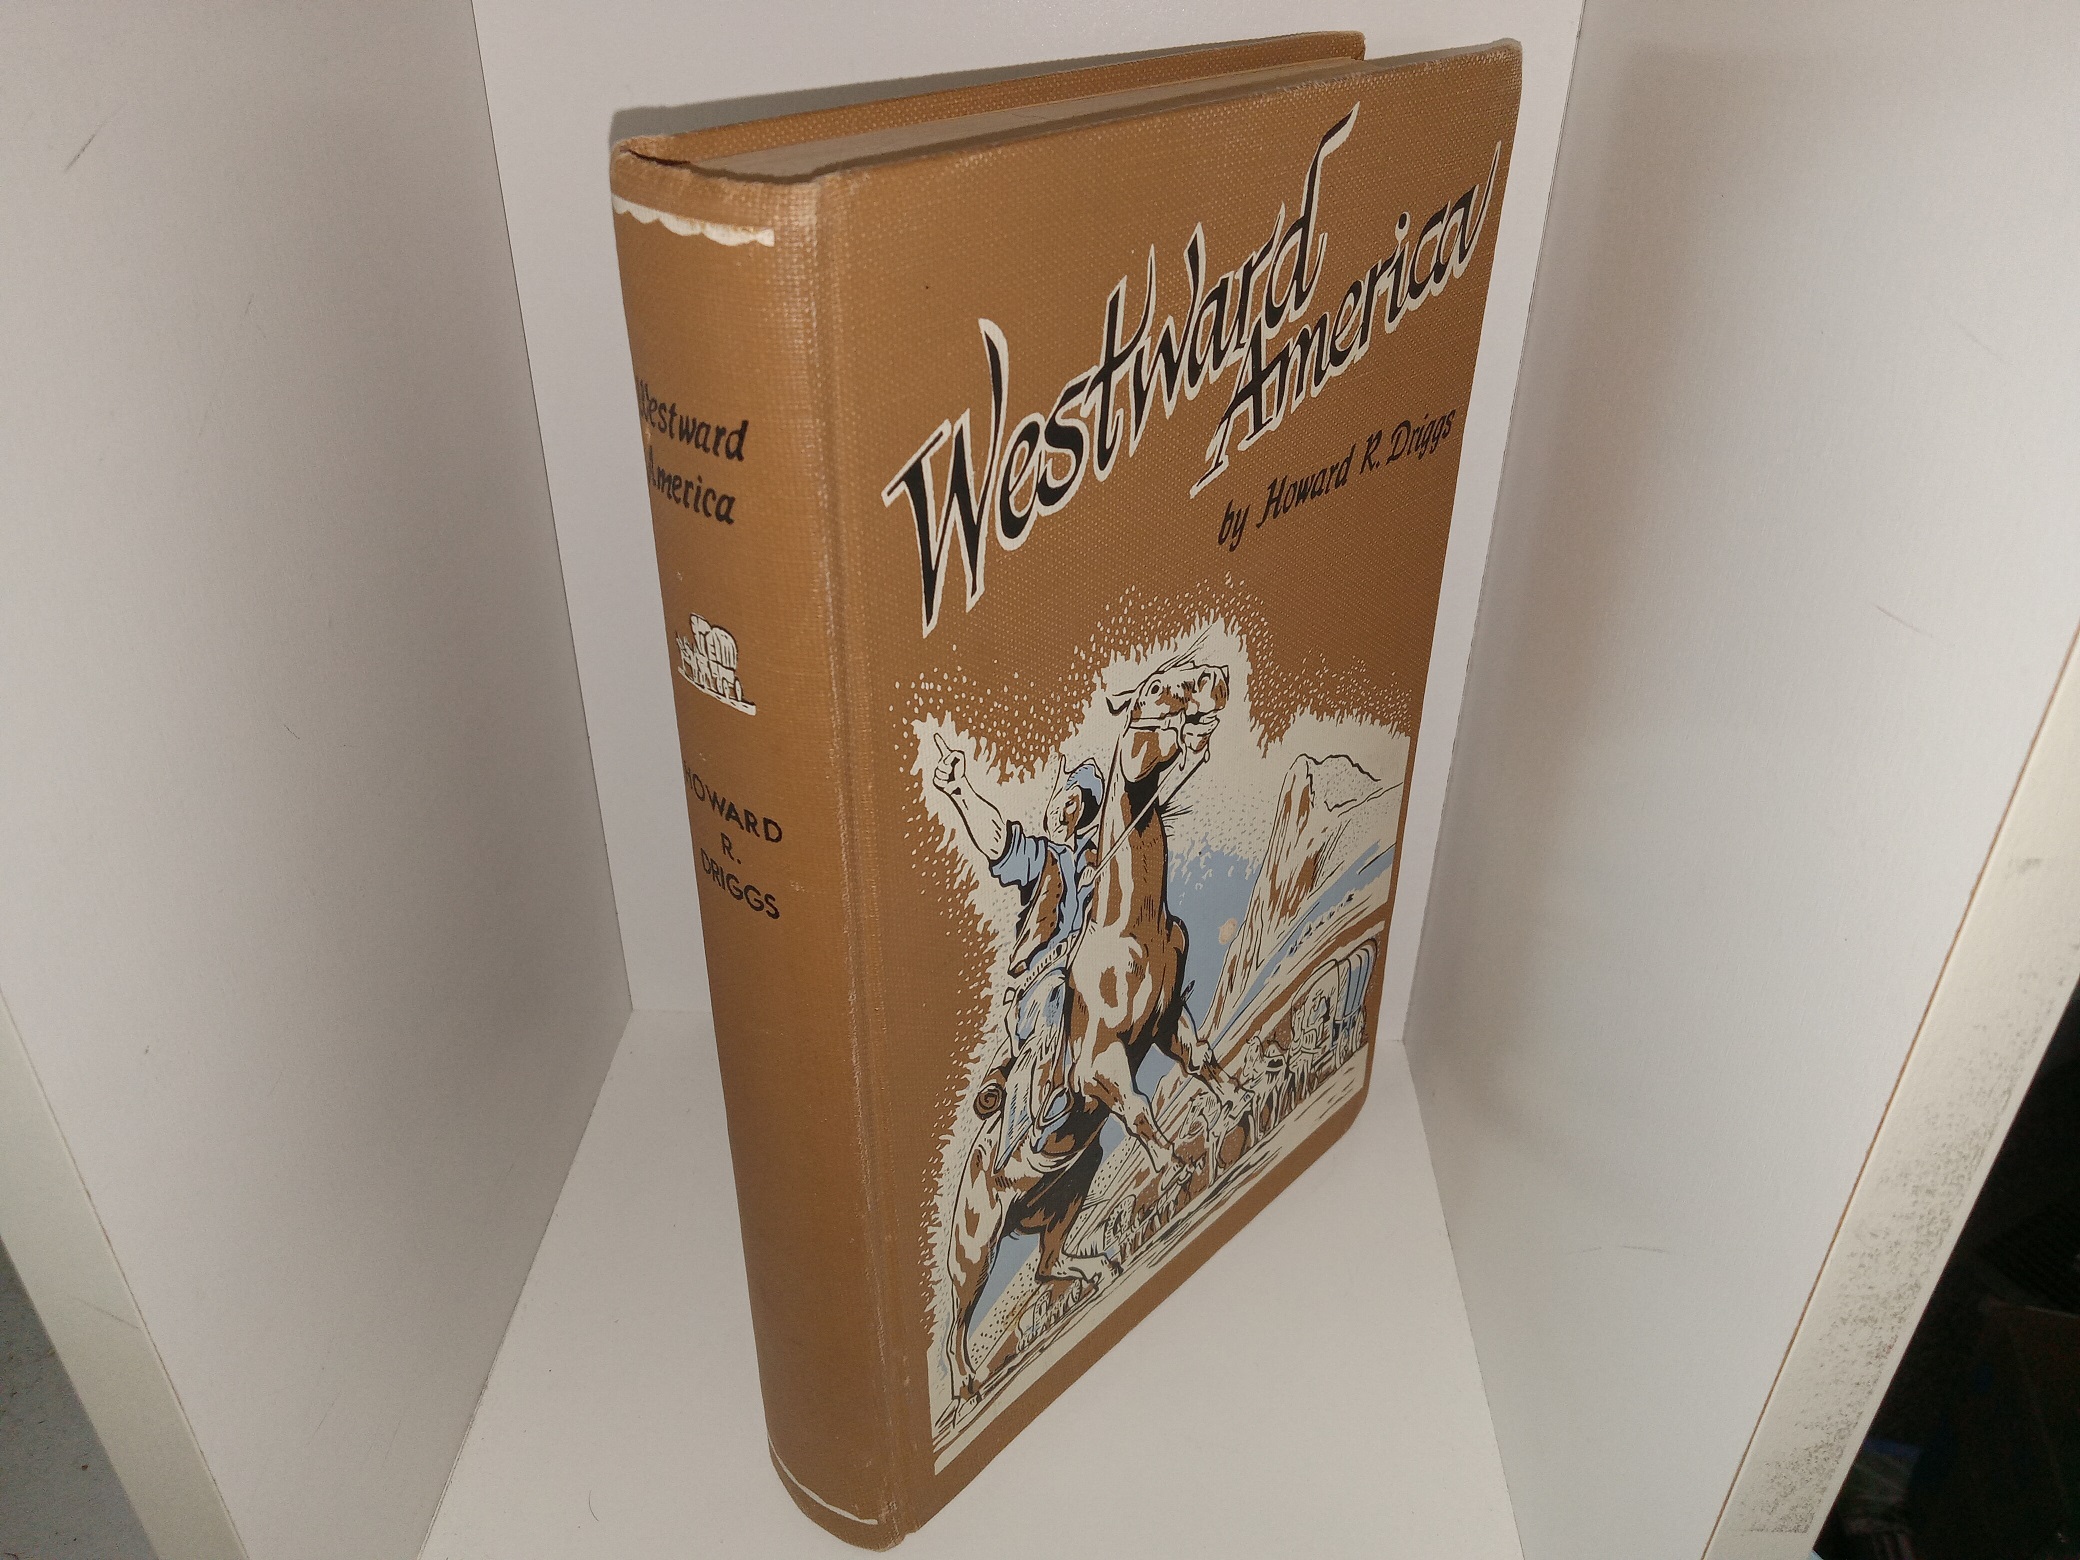 Westward
America
HOWARD
R.
DRIGGS
Westward
America
by Howard R. Driggs